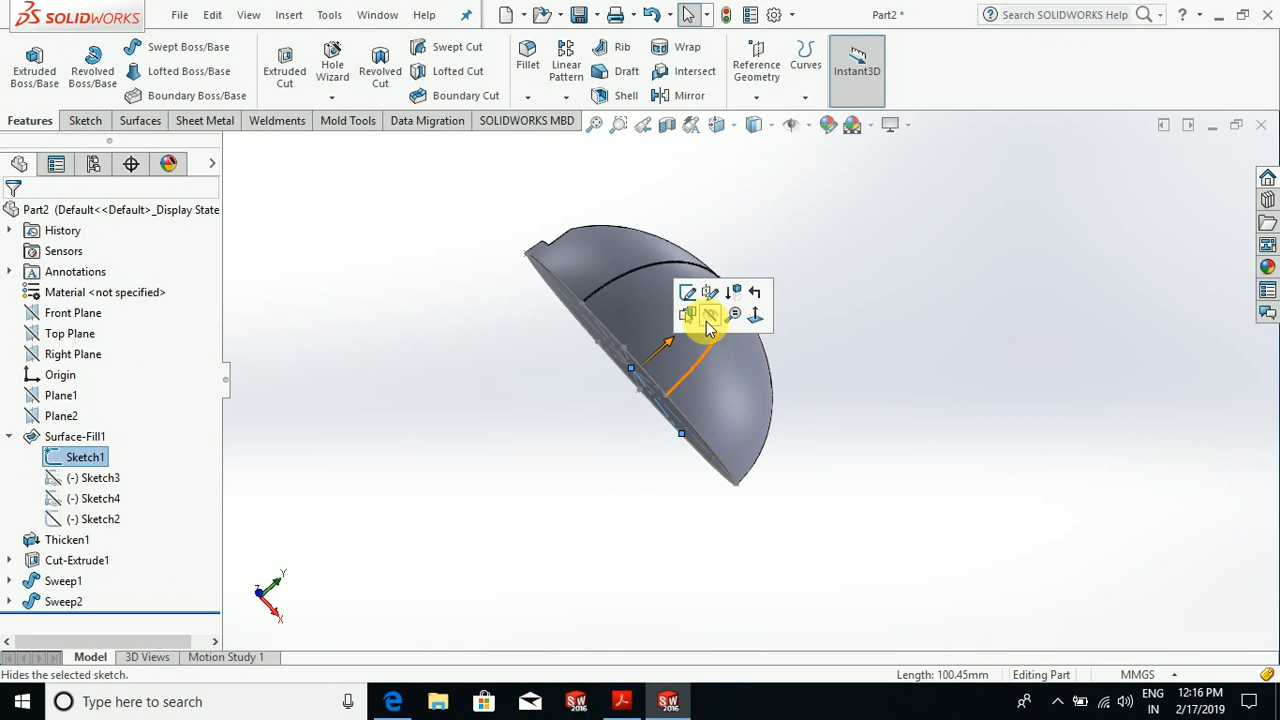 SOLIDWORKS
File Edit View Insert Tools Window Help
Part2 *
Search SOLIDWORKS Help
Extruded Boss/Base
Revolved Boss/Base
Swept Boss/Base
Lofted Boss/Base
Boundary Boss/Base
Extruded Cut
Hole Wizard
Revolved Cut
Swept Cut
Lofted Cut
Boundary Cut
Fillet
Linear Pattern
Rib
Draft
Shell
Wrap
Intersect
Mirror
Reference Geometry
Curves
Instant3D
Features Sketch Surfaces Sheet Metal Weldments Mold Tools Data Migration SOLIDWORKS MBD
Part2 (Default<<Default>_Display State
History
Sensors
Annotations
Material <not specified>
Front Plane
Top Plane
Right Plane
Origin
Plane1
Plane2
Surface-Fill1
Sketch1
(-) Sketch3
(-) Sketch4
(-) Sketch2
Thicken1
Cut-Extrude1
Sweep1
Sweep2
Y
Z
X
Model 3D Views Motion Study 1
Hides the selected sketch.
Length: 100.45mm Editing Part MMGS
Type here to search
SW 2016
SW 2016
ENG
IN
12:16 PM
2/17/2019